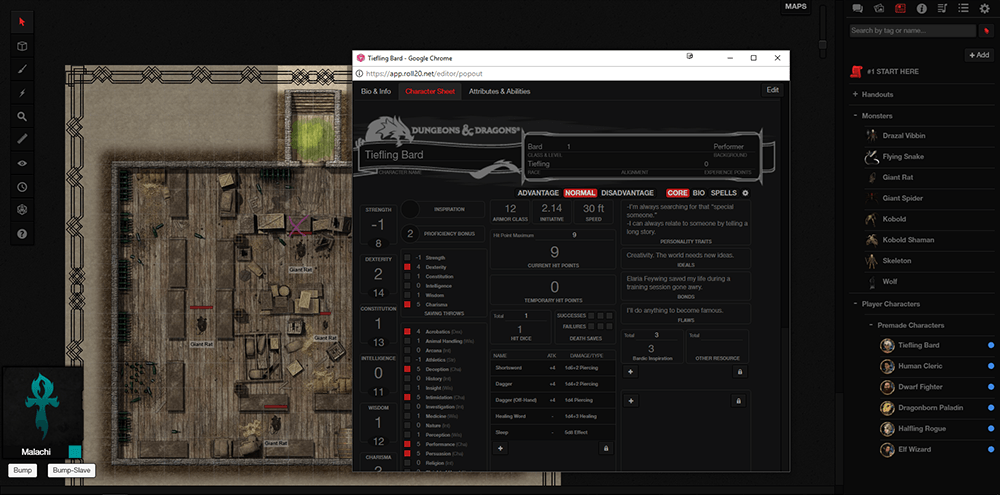 MAPS
Search by tag or name...
+ Add
#1 START HERE
+ Handouts
- Monsters
Drazal Vibbin
Flying Snake
Giant Rat
Giant Spider
Kobold
Kobold Shaman
Skeleton
Wolf
- Player Characters
- Premade Characters
Tiefling Bard
Human Cleric
Dwarf Fighter
Dragonborn Paladin
Halfling Rogue
Elf Wizard
Tiefling Bard - Google Chrome
https://app.roll20.net/editor/popout
Bio & Info
Character Sheet
Attributes & Abilities
Edit
DUNGEONS & DRAGONS®
Tiefling Bard
CHARACTER NAME
Bard 1 Performer
CLASS & LEVEL BACKGROUND
Tiefling 0
RACE ALIGNMENT EXPERIENCE POINTS
ADVANTAGE NORMAL DISADVANTAGE
CORE BIO SPELLS
STRENGTH
-1
8
DEXTERITY
2
14
CONSTITUTION
1
13
INTELLIGENCE
0
11
WISDOM
1
12
CHARISMA
INSPIRATION
2 PROFICIENCY BONUS
-1 Strength
4 Dexterity
1 Constitution
0 Intelligence
1 Wisdom
5 Charisma
SAVING THROWS
4 Acrobatics (Dex)
1 Animal Handling (Wis)
0 Arcana (Int)
-1 Athletics (Str)
5 Deception (Cha)
0 History (Int)
1 Insight (Wis)
5 Intimidation (Cha)
0 Investigation (Int)
1 Medicine (Wis)
0 Nature (Int)
1 Perception (Wis)
5 Performance (Cha)
5 Persuasion (Cha)
0 Religion (Int)
12 2.14 30 ft
ARMOR CLASS INITIATIVE SPEED
Hit Point Maximum 9
9
CURRENT HIT POINTS
0
TEMPORARY HIT POINTS
Total 1
1
HIT DICE
SUCCESSES
FAILURES
DEATH SAVES
NAME ATK DAMAGE/TYPE
Shortsword +4 1d6+2 Piercing
Dagger +4 1d4+2 Piercing
Dagger (Off-Hand) +4 1d4 Piercing
Healing Word - 1d4+3 Healing
Sleep - 5d8 Effect
-I'm always searching for that "special
someone."
-I can always relate to someone by telling a
long story.
PERSONALITY TRAITS
Creativity. The world needs new ideas.
IDEALS
Elaria Feywing saved my life during a
training session gone awry.
BONDS
I'll do anything to become famous.
FLAWS
Total 3
3
Bardic Inspiration
Total
OTHER RESOURCE
Giant Rat
Giant Rat
Giant Rat
Giant Rat
Malachi
Bump
Bump-Slave